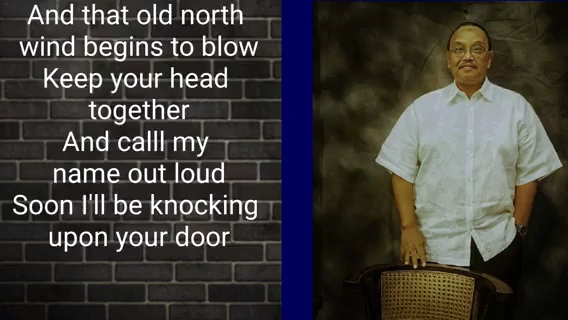 And that old north
wind begins to blow
Keep your head
together
And calll my
name out loud
Soon I'll be knocking
upon your door